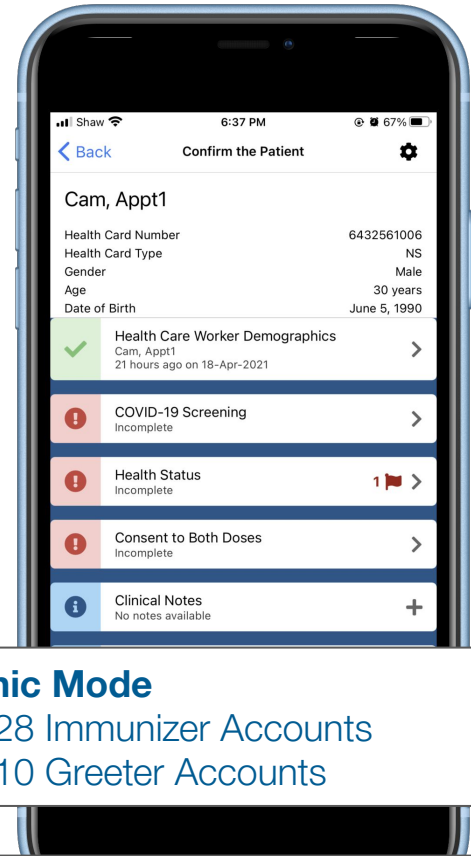 Shaw 6:37 PM 67%
Back Confirm the Patient
Cam, Appt1
Health Card Number 6432561006
Health Card Type NS
Gender Male
Age 30 years
Date of Birth June 5, 1990
Health Care Worker Demographics
Cam, Appt1
21 hours ago on 18-Apr-2021
COVID-19 Screening
Incomplete
Health Status
Incomplete
1
Consent to Both Doses
Incomplete
Clinical Notes
No notes available
Mode
28 Immunizer Accounts
10 Greeter Accounts